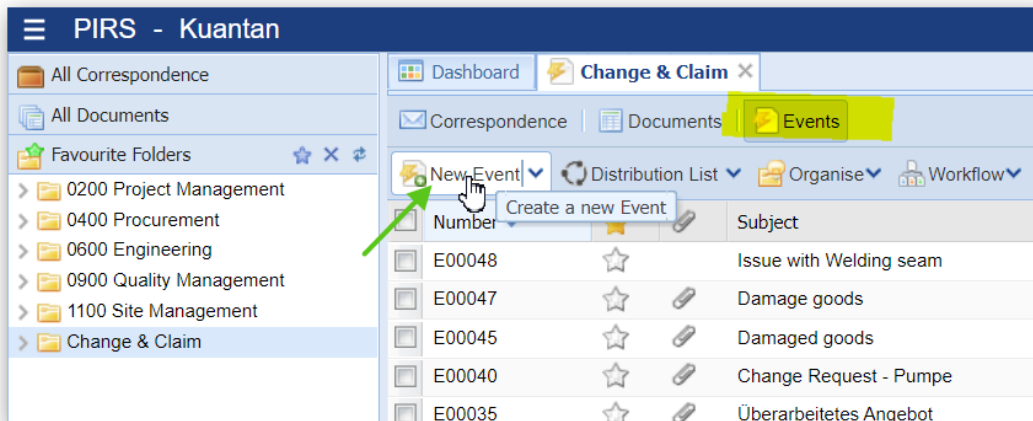 PIRS - Kuantan
All Correspondence
All Documents
Favourite Folders
0200 Project Management
0400 Procurement
0600 Engineering
0900 Quality Management
1100 Site Management
Change & Claim
Dashboard Change & Claim
Correspondence Documents Events
New Event Distribution List Organise Workflow
Create a new Event
Number Subject
E00048 Issue with Welding seam
E00047 Damage goods
E00045 Damaged goods
E00040 Change Request - Pumpe
E00035 Überarbeitetes Angebot